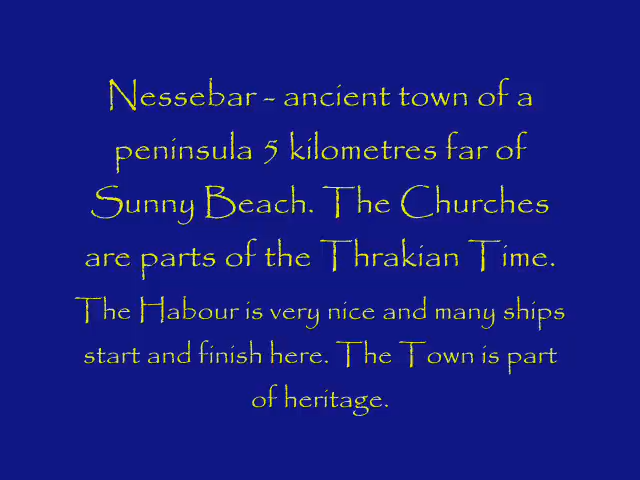 Nessebar - ancient town of a
peninsula 5 kilometres far of
Sunny Beach. The Churches
are parts of the Thrakian Time.
The Habour is very nice and many ships
start and finish here. The Town is part
of heritage.